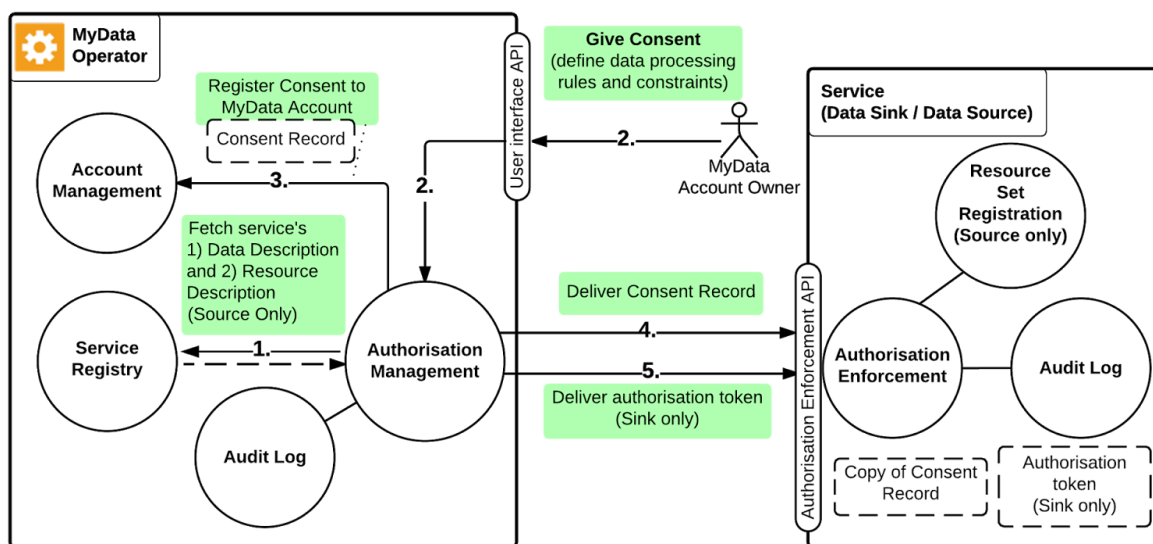 MyData
Operator
Register Consent to
MyData Account
Consent Record
Account
Management
3.
2.
Fetch service's
1) Data Description
and 2) Resource
Description
(Source Only)
Service
Registry
1.
Authorisation
Management
Audit Log
User interface API
Give Consent
(define data processing
rules and constraints)
2.
MyData
Account Owner
Deliver Consent Record
4.
5.
Deliver authorisation token
(Sink only)
Authorisation Enforcement API
Service
(Data Sink / Data Source)
Resource
Set
Registration
(Source only)
Authorisation
Enforcement
Audit Log
Copy of Consent
Record
Authorisation
token
(Sink only)